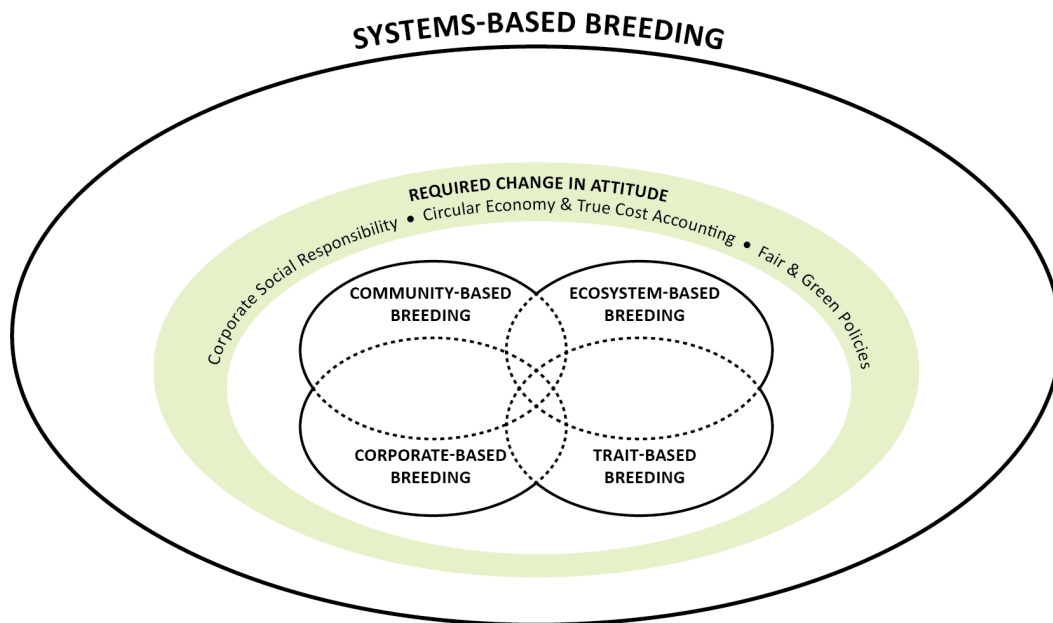 SYSTEMS-BASED BREEDING
REQUIRED CHANGE IN ATTITUDE
Corporate Social Responsibility • Circular Economy & True Cost Accounting • Fair & Green Policies
COMMUNITY-BASED
BREEDING
ECOSYSTEM-BASED
BREEDING
CORPORATE-BASED
BREEDING
TRAIT-BASED
BREEDING